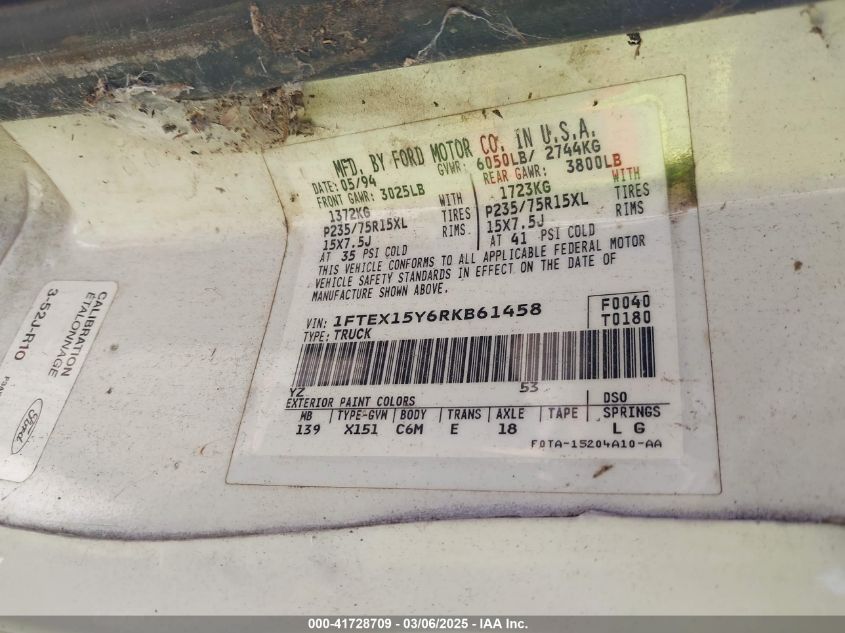 MFD. BY FORD MOTOR CO. IN U.S.A.
DATE: 05/94 GVWR: 6050LB/ 2744KG
FRONT GAWR: 3025LB REAR GAWR: 3800LB
1372KG WITH 1723KG WITH
P235/75R15XL TIRES P235/75R15XL TIRES
15X7.5J RIMS 15X7.5J RIMS
AT 35 PSI COLD AT 41 PSI COLD
THIS VEHICLE CONFORMS TO ALL APPLICABLE FEDERAL MOTOR
VEHICLE SAFETY STANDARDS IN EFFECT ON THE DATE OF
MANUFACTURE SHOWN ABOVE.
VIN: 1FTEX15Y6RKB61458 F0040
TYPE: TRUCK T0180
YZ 53
EXTERIOR PAINT COLORS DSO
WB TYPE-GVW BODY TRANS AXLE TAPE SPRINGS
139 X151 C6M E 18 L G
F0TA-15204A10-AA
CALIBRATION
ETALONNAGE
3-52J-R10
Ford
000-41728709 - 03/06/2025 - IAA Inc.